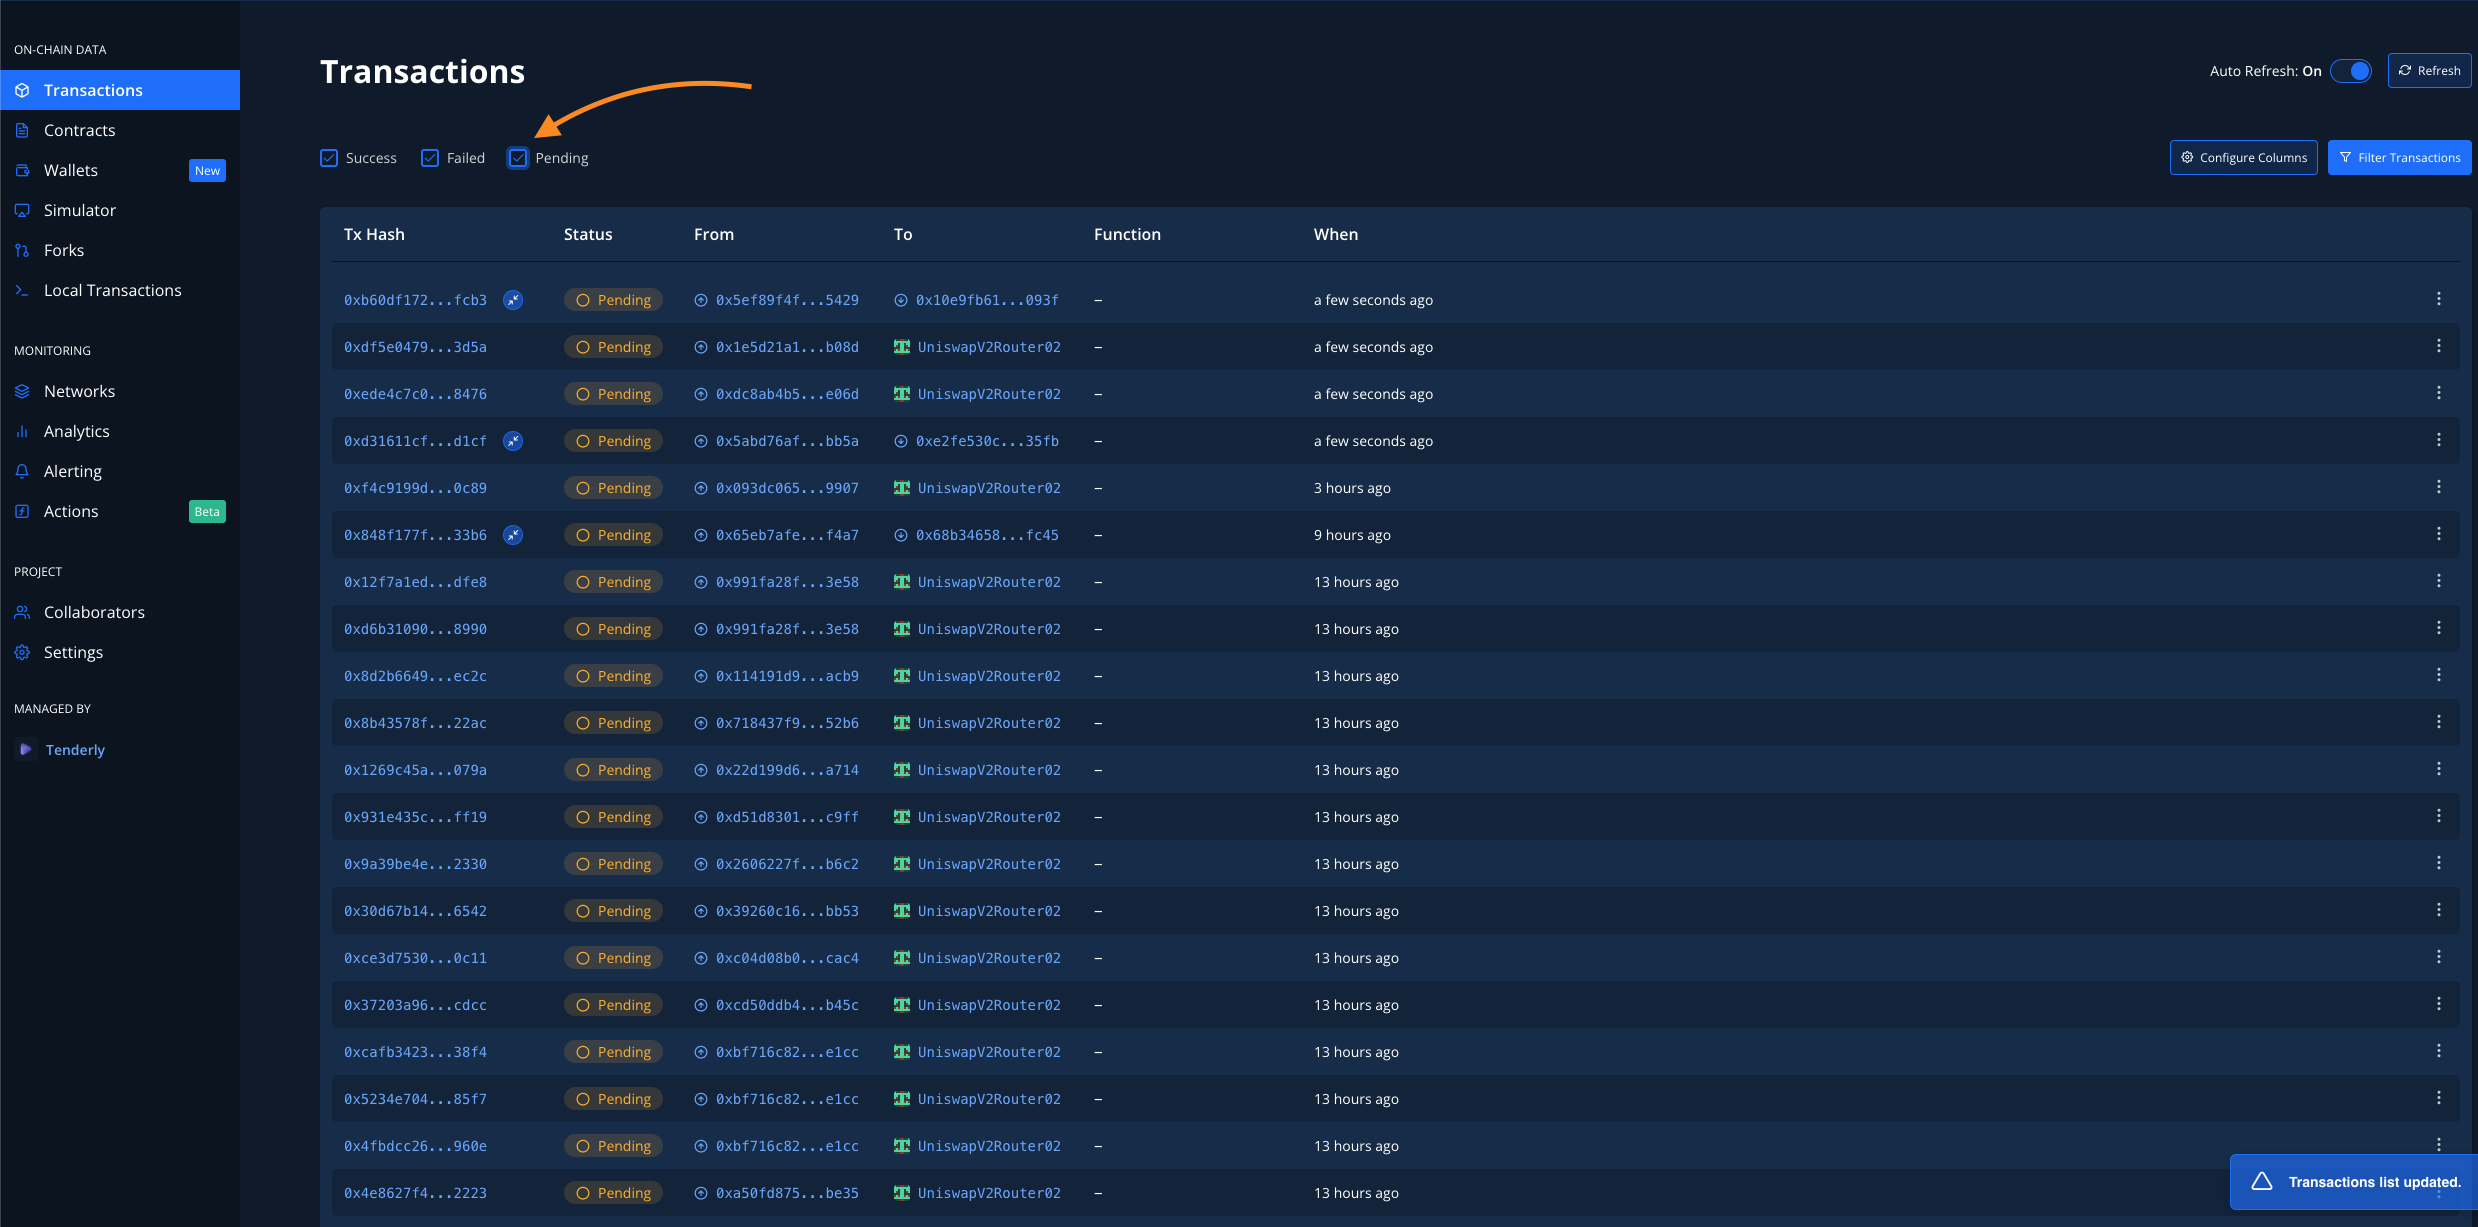 ON-CHAIN DATA
Transactions
Contracts
Wallets New
Simulator
Forks
Local Transactions
MONITORING
Networks
Analytics
Alerting
Actions Beta
PROJECT
Collaborators
Settings
MANAGED BY
Tenderly
Transactions
Auto Refresh: On Refresh
Success Failed Pending
Configure Columns Filter Transactions
Tx Hash Status From To Function When
0xb60df172...fcb3 Pending 0x5ef89f4f...5429 0x10e9fb61...093f – a few seconds ago
0xdf5e0479...3d5a Pending 0x1e5d21a1...b08d UniswapV2Router02 – a few seconds ago
0xede4c7c0...8476 Pending 0xdc8ab4b5...e06d UniswapV2Router02 – a few seconds ago
0xd31611cf...d1cf Pending 0x5abd76af...bb5a 0xe2fe530c...35fb – a few seconds ago
0xf4c9199d...0c89 Pending 0x093dc065...9907 UniswapV2Router02 – 3 hours ago
0x848f177f...33b6 Pending 0x65eb7afe...f4a7 0x68b34658...fc45 – 9 hours ago
0x12f7a1ed...dfe8 Pending 0x991fa28f...3e58 UniswapV2Router02 – 13 hours ago
0xd6b31090...8990 Pending 0x991fa28f...3e58 UniswapV2Router02 – 13 hours ago
0x8d2b6649...ec2c Pending 0x114191d9...acb9 UniswapV2Router02 – 13 hours ago
0x8b43578f...22ac Pending 0x718437f9...52b6 UniswapV2Router02 – 13 hours ago
0x1269c45a...079a Pending 0x22d199d6...a714 UniswapV2Router02 – 13 hours ago
0x931e435c...ff19 Pending 0xd51d8301...c9ff UniswapV2Router02 – 13 hours ago
0x9a39be4e...2330 Pending 0x2606227f...b6c2 UniswapV2Router02 – 13 hours ago
0x30d67b14...6542 Pending 0x39260c16...bb53 UniswapV2Router02 – 13 hours ago
0xce3d7530...0c11 Pending 0xc04d08b0...cac4 UniswapV2Router02 – 13 hours ago
0x37203a96...cdcc Pending 0xcd50ddb4...b45c UniswapV2Router02 – 13 hours ago
0xcafb3423...38f4 Pending 0xbf716c82...e1cc UniswapV2Router02 – 13 hours ago
0x5234e704...85f7 Pending 0xbf716c82...e1cc UniswapV2Router02 – 13 hours ago
0x4fbdcc26...960e Pending 0xbf716c82...e1cc UniswapV2Router02 – 13 hours ago
0x4e8627f4...2223 Pending 0xa50fd875...be35 UniswapV2Router02 – 13 hours ago
Transactions list updated.